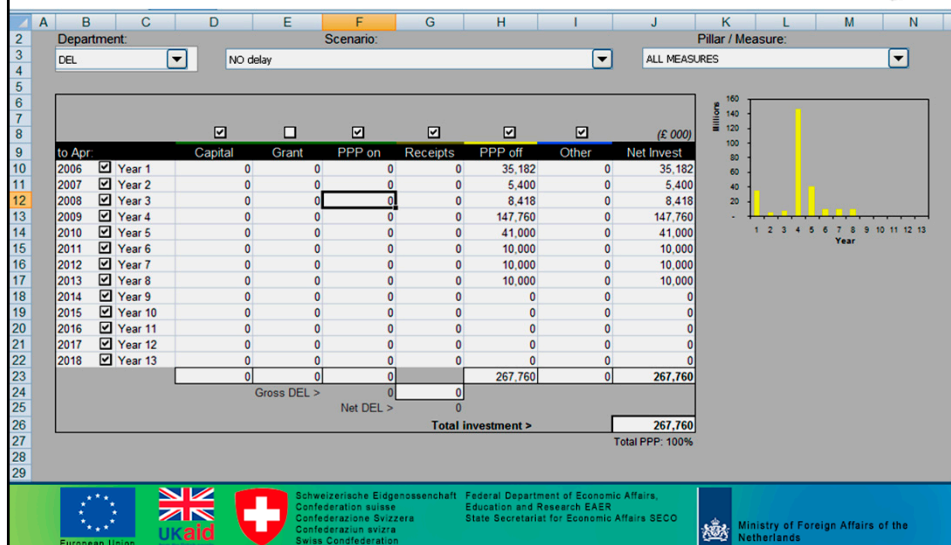 A B C D E F G H I J K L M N
2 Department: Scenario: Pillar / Measure:
3 DEL NO delay ALL MEASURES
4
5
6
7
8 (£ 000)
9 to Apr: Capital Grant PPP on Receipts PPP off Other Net Invest
10 2006 Year 1 0 0 0 0 35,182 0 35,182
11 2007 Year 2 0 0 0 0 5,400 0 5,400
12 2008 Year 3 0 0 0 0 8,418 0 8,418
13 2009 Year 4 0 0 0 0 147,760 0 147,760
14 2010 Year 5 0 0 0 0 41,000 0 41,000
15 2011 Year 6 0 0 0 0 10,000 0 10,000
16 2012 Year 7 0 0 0 0 10,000 0 10,000
17 2013 Year 8 0 0 0 0 10,000 0 10,000
18 2014 Year 9 0 0 0 0 0 0 0
19 2015 Year 10 0 0 0 0 0 0 0
20 2016 Year 11 0 0 0 0 0 0 0
21 2017 Year 12 0 0 0 0 0 0 0
22 2018 Year 13 0 0 0 0 0 0 0
23 0 0 0 267,760 0 267,760
24 Gross DEL > 0 0
25 Net DEL > 0
26 Total investment > 267,760
27 Total PPP: 100%
28
29
Billions
160
140
120
100
80
60
40
20
-
1 2 3 4 5 6 7 8 9 10 11 12 13
Year
European Union
UKaid
Schweizerische Eidgenossenschaft
Confédération suisse
Confederazione Svizzera
Confederaziun svizra
Swiss Condfederation
Federal Department of Economic Affairs,
Education and Research EAER
State Secretariat for Economic Affairs SECO
Ministry of Foreign Affairs of the
Netherlands